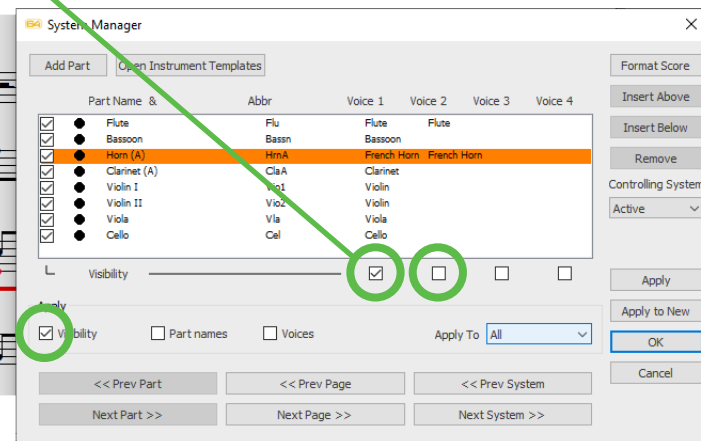 64 System Manager
Add Part Open Instrument Templates Format Score
Part Name & Abbr Voice 1 Voice 2 Voice 3 Voice 4 Insert Above
Flute Flu Flute Flute
Bassoon Bassn Bassoon Insert Below
Horn (A) HrnA French Horn French Horn Remove
Clarinet (A) ClaA Clarinet
Violin I Vio1 Violin Controlling System
Violin II Vio2 Violin
Viola Vla Viola Active
Cello Cel Cello
Visibility Apply
Apply Apply to New
Visibility Part names Voices Apply To All OK
<< Prev Part << Prev Page << Prev System Cancel
Next Part >> Next Page >> Next System >>